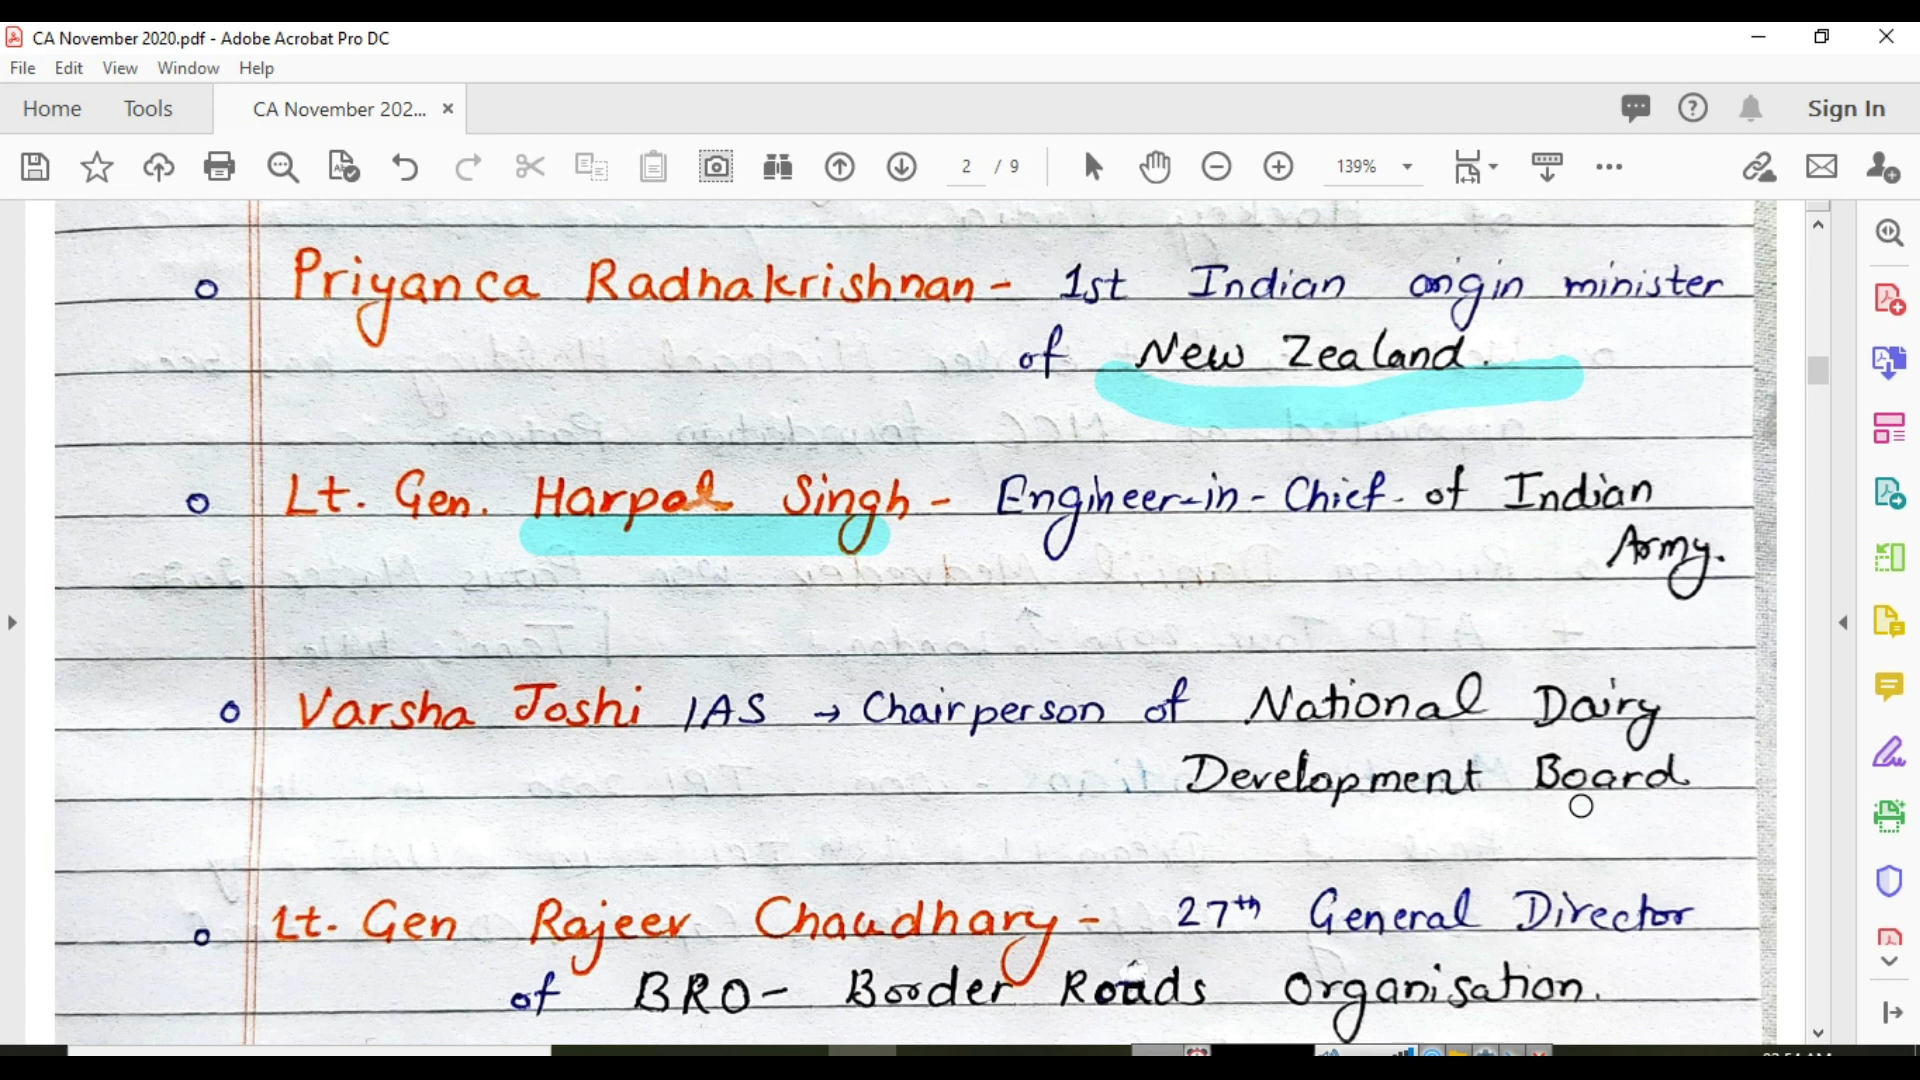 CA November 2020.pdf - Adobe Acrobat Pro DC
File Edit View Window Help
Home Tools CA November 202... × Sign In
2 / 9 139%
Priyanca Radhakrishnan - 1st Indian origin minister
of New Zealand.
Lt. Gen. Harpal Singh - Engineer-in-Chief of Indian
Army.
Varsha Joshi IAS → Chairperson of National Dairy
Development Board
Lt. Gen Rajeev Chaudhary - 27th General Director
of BRO - Border Roads Organisation.